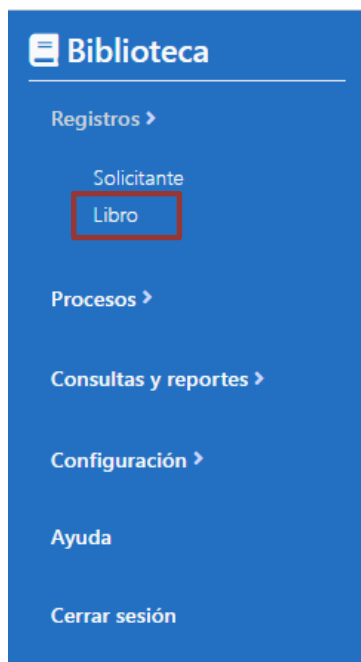 Biblioteca
Registros >
Solicitante
Libro
Procesos >
Consultas y reportes >
Configuración >
Ayuda
Cerrar sesión